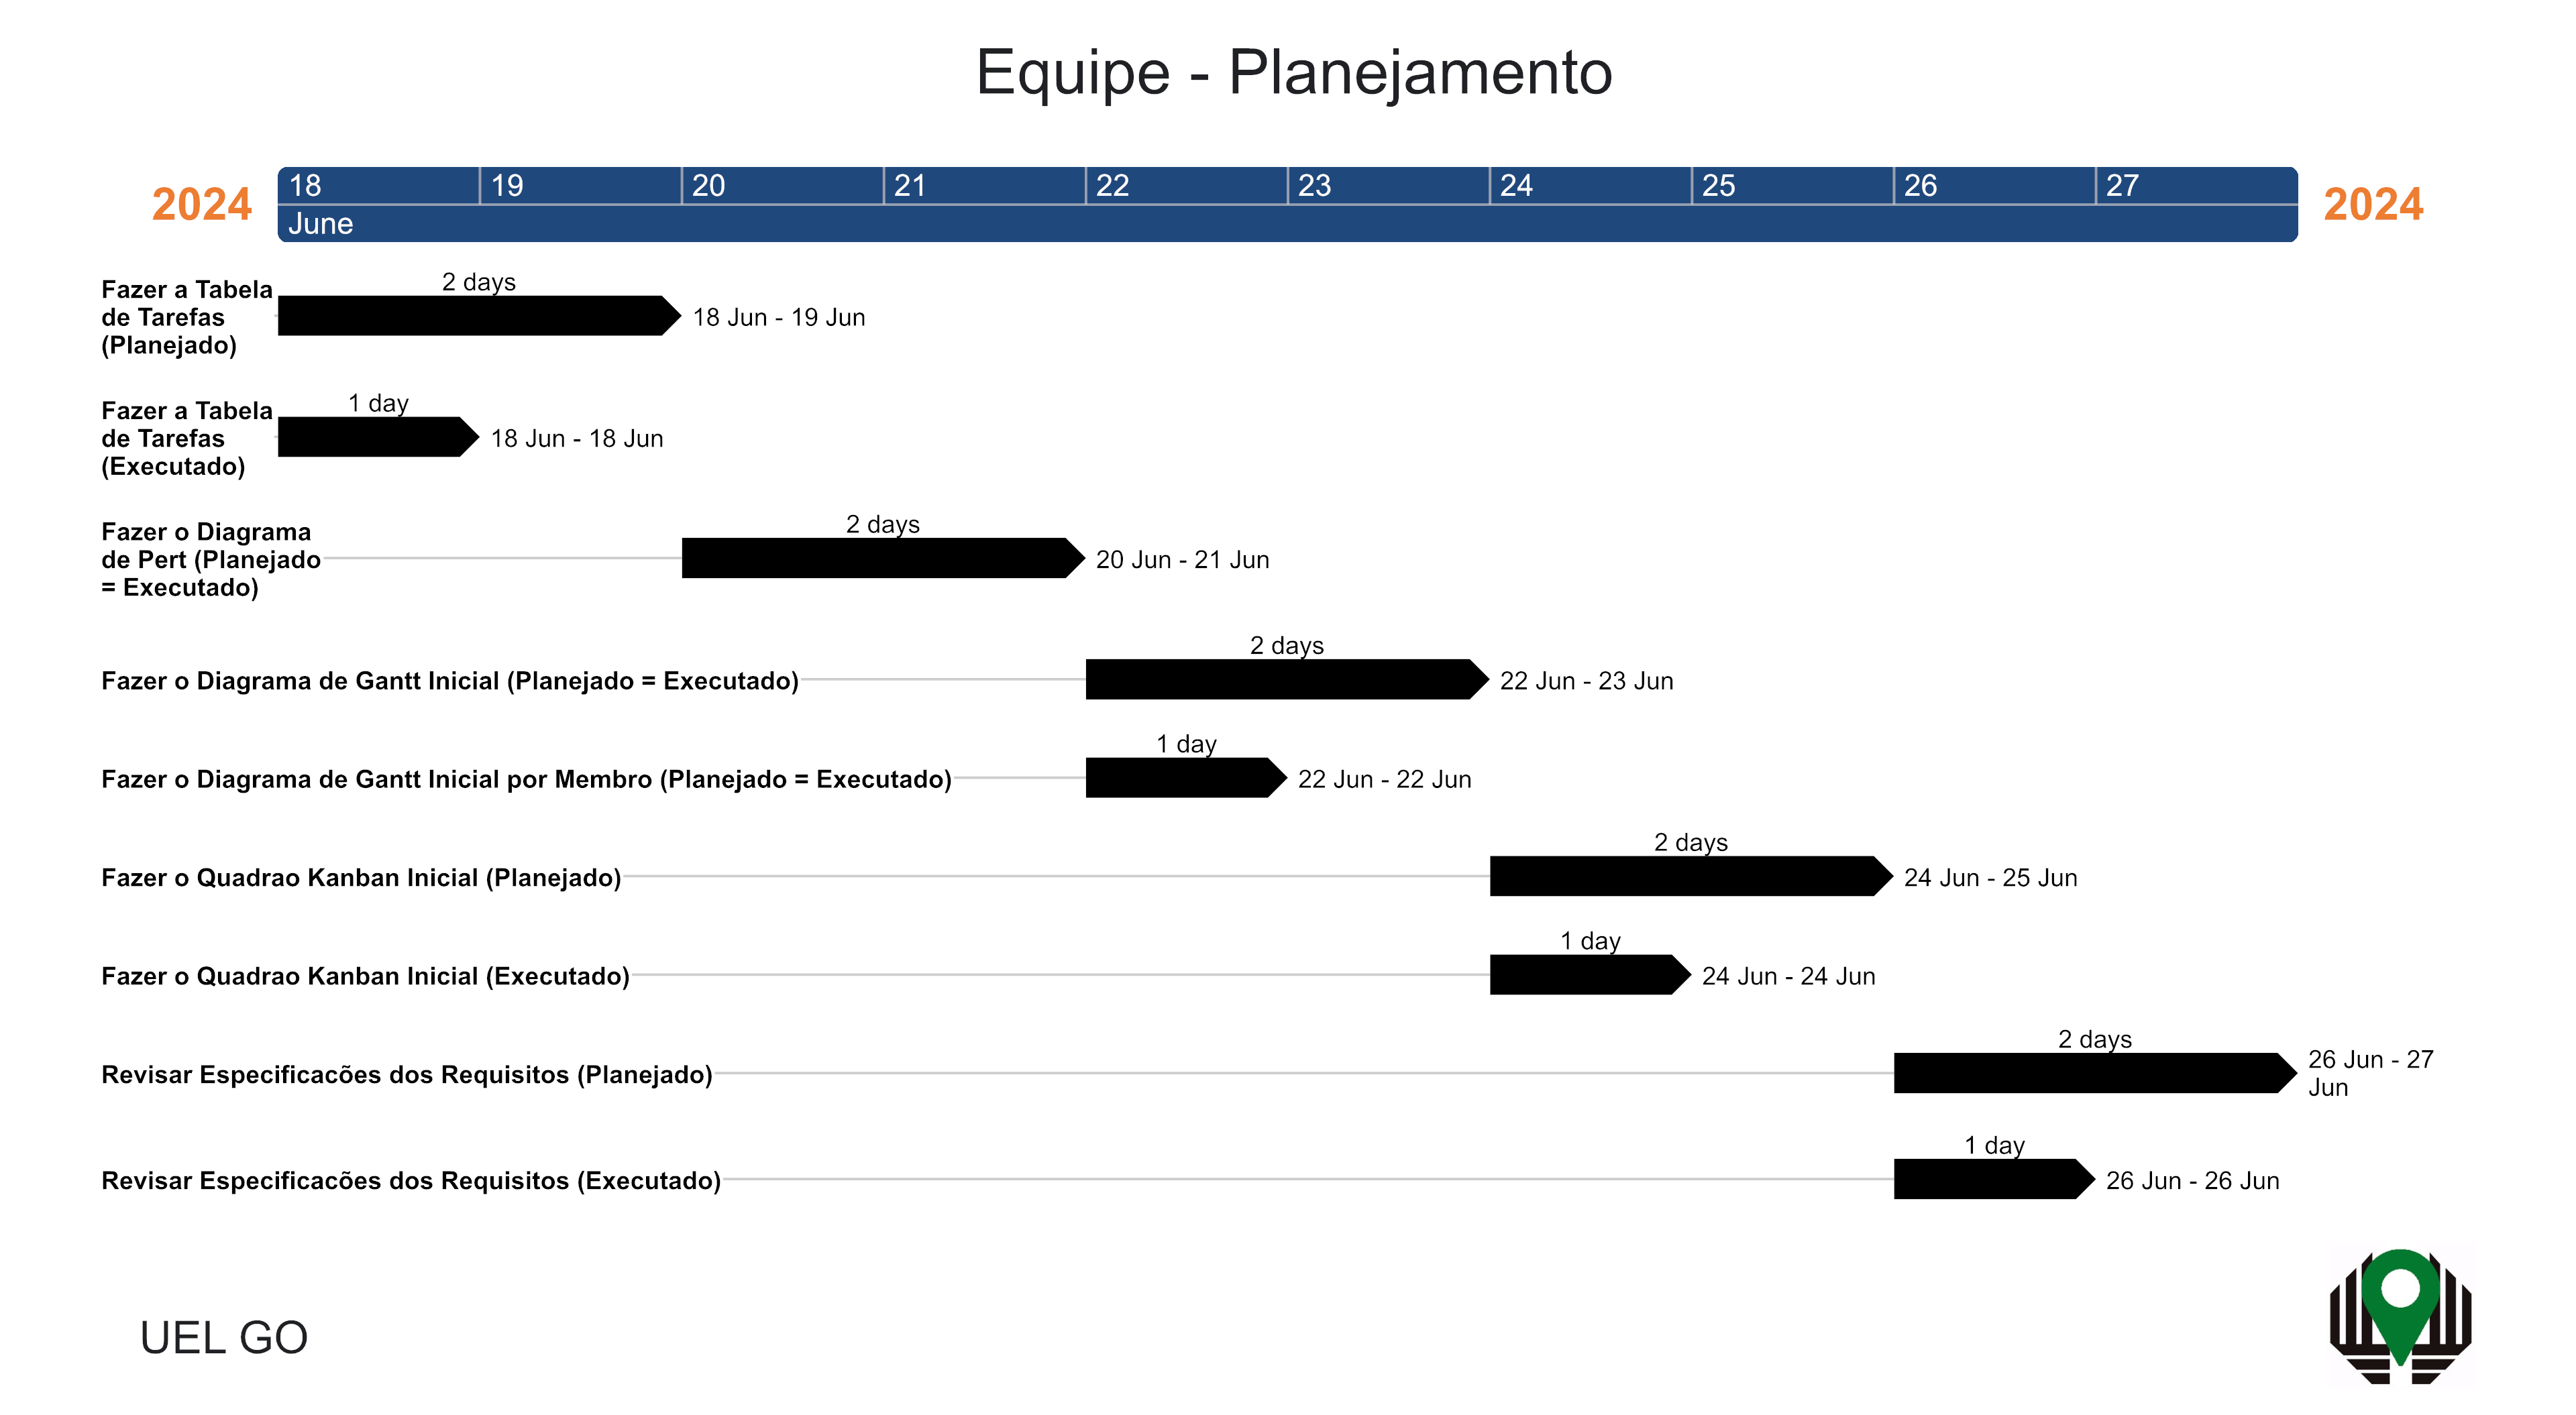 Equipe - Planejamento
2024
18 19 20 21 22 23 24 25 26 27
June
2024
Fazer a Tabela
de Tarefas
(Planejado)
2 days
18 Jun - 19 Jun
Fazer a Tabela
de Tarefas
(Executado)
1 day
18 Jun - 18 Jun
Fazer o Diagrama
de Pert (Planejado
= Executado)
2 days
20 Jun - 21 Jun
Fazer o Diagrama de Gantt Inicial (Planejado = Executado)
2 days
22 Jun - 23 Jun
Fazer o Diagrama de Gantt Inicial por Membro (Planejado = Executado)
1 day
22 Jun - 22 Jun
Fazer o Quadrao Kanban Inicial (Planejado)
2 days
24 Jun - 25 Jun
Fazer o Quadrao Kanban Inicial (Executado)
1 day
24 Jun - 24 Jun
Revisar Especificacões dos Requisitos (Planejado)
2 days
26 Jun - 27
Jun
Revisar Especificacões dos Requisitos (Executado)
1 day
26 Jun - 26 Jun
UEL GO